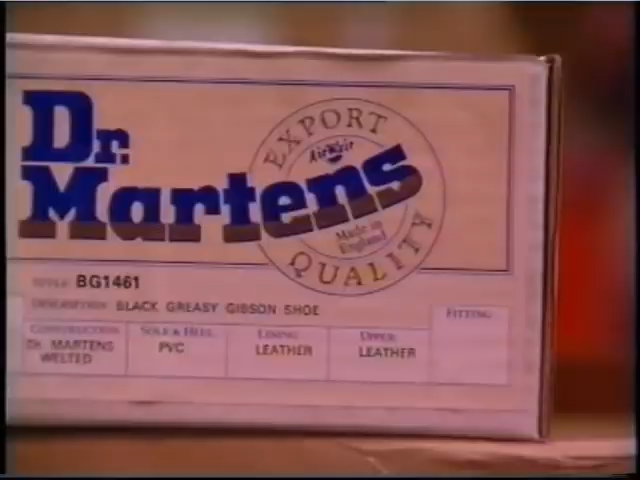 Dr.
Martens
EXPORT
AirWair
Made in
England
QUALITY
STYLE BG1461
DESCRIPTION BLACK GREASY GIBSON SHOE
CONSTRUCTION SOLE & HEEL LINING UPPER FITTING
DR. MARTENS WELTED PVC LEATHER LEATHER